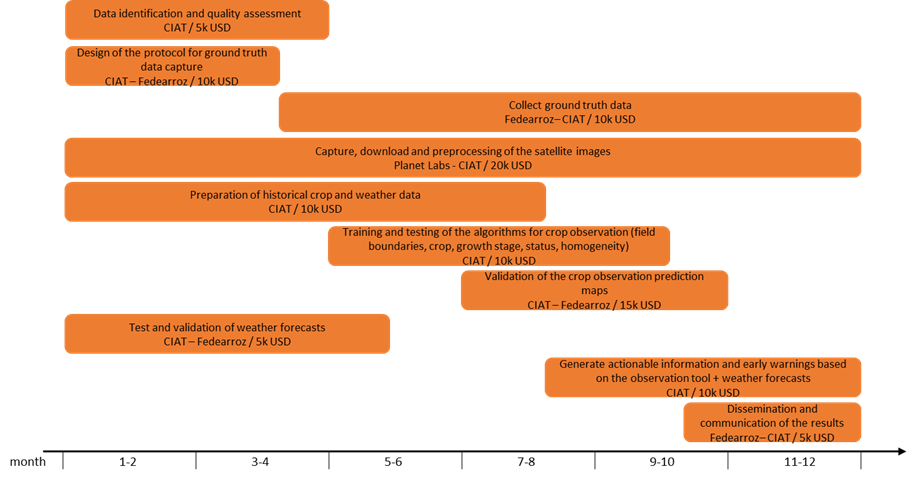 Data identification and quality assessment
CIAT / 5k USD
Design of the protocol for ground truth
data capture
CIAT – Fedearroz / 10k USD
Collect ground truth data
Fedearroz– CIAT / 10k USD
Capture, download and preprocessing of the satellite images
Planet Labs - CIAT / 20k USD
Preparation of historical crop and weather data
CIAT / 10k USD
Training and testing of the algorithms for crop observation (field
boundaries, crop, growth stage, status, homogeneity)
CIAT / 10k USD
Validation of the crop observation prediction
maps
CIAT – Fedearroz / 15k USD
Test and validation of weather forecasts
CIAT – Fedearroz / 5k USD
Generate actionable information and early warnings based
on the observation tool + weather forecasts
CIAT / 10k USD
Dissemination and
communication of the results
Fedearroz– CIAT / 5k USD
month 1-2 3-4 5-6 7-8 9-10 11-12